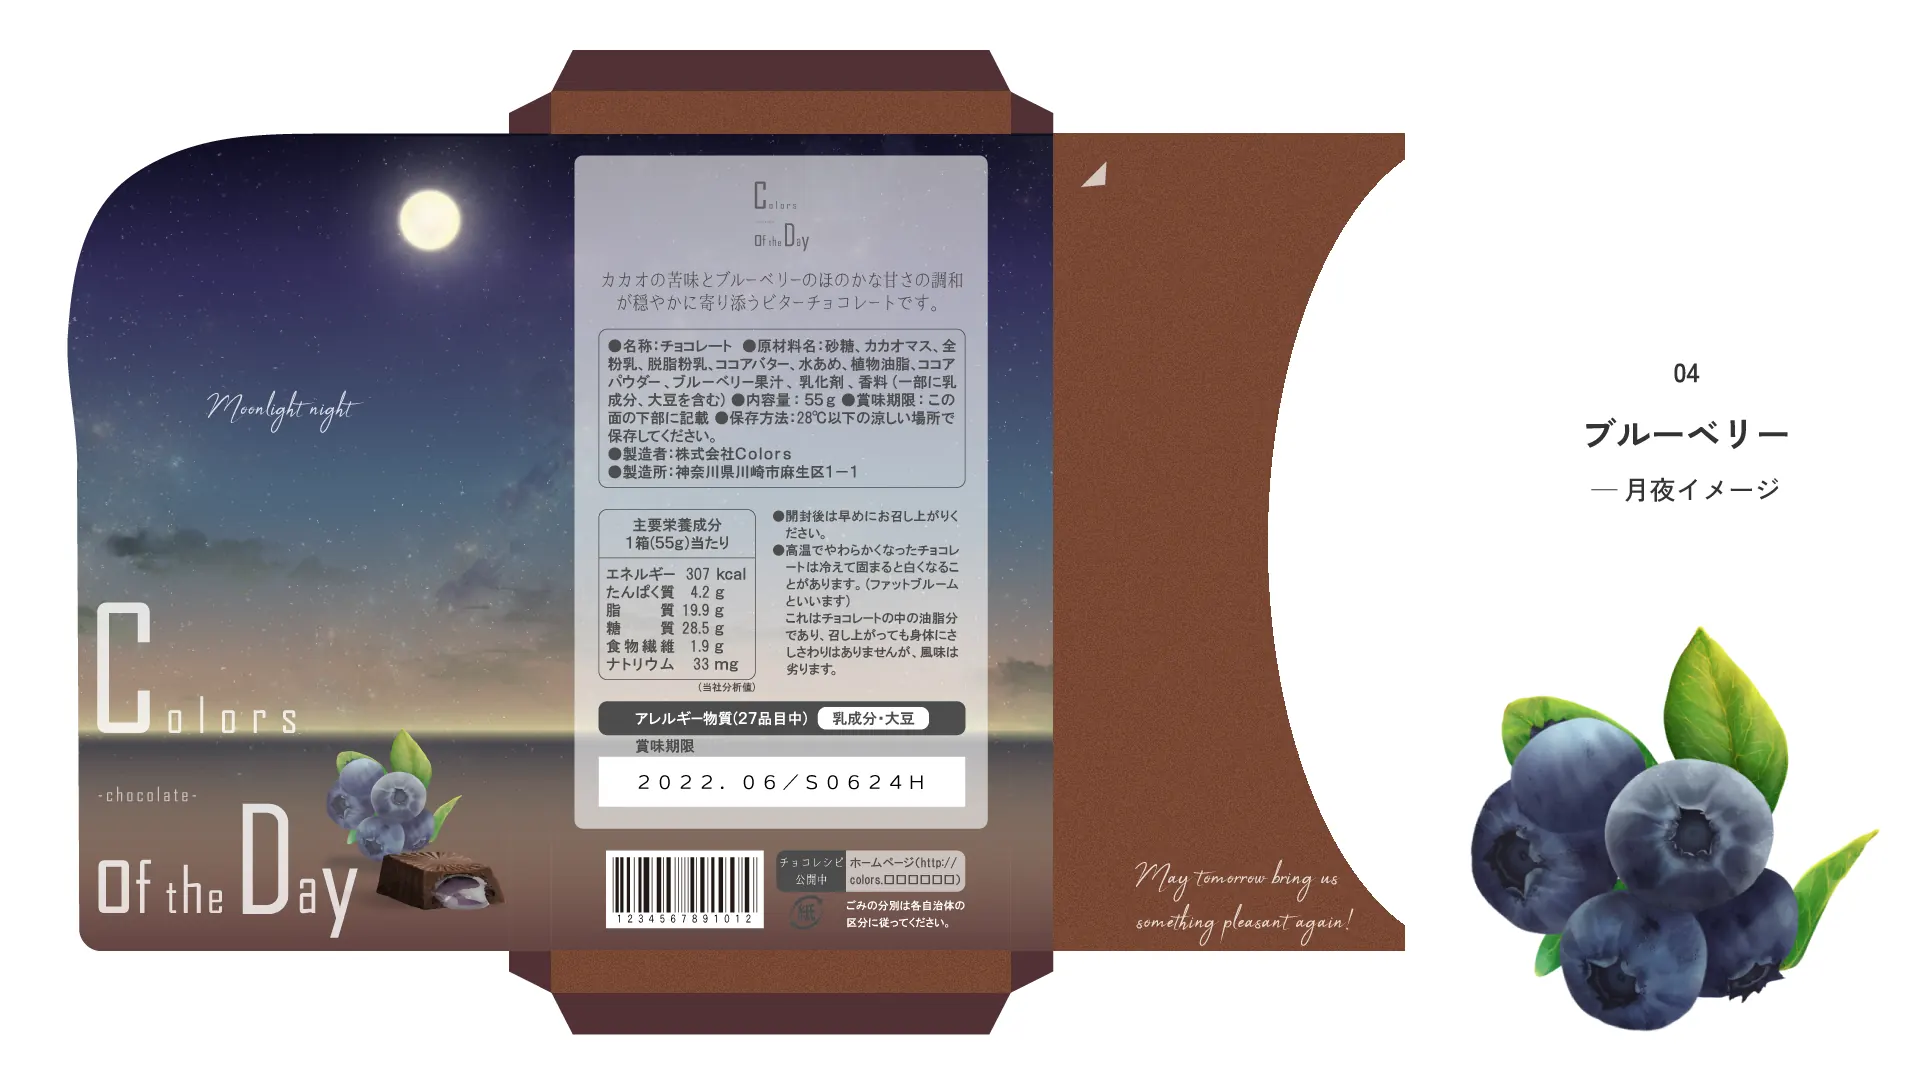 Moonlight night
Colors
-chocolate-
Of the Day
Colors
Of the Day
カカオの苦味とブルーベリーのほのかな甘さの調和
が穏やかに寄り添うビターチョコレートです。
●名称:チョコレート ●原材料名:砂糖、カカオマス、全
粉乳、脱脂粉乳、ココアバター、水あめ、植物油脂、ココア
パウダー、ブルーベリー果汁、乳化剤、香料(一部に乳
成分、大豆を含む) ●内容量:55g ●賞味期限:この
面の下部に記載 ●保存方法:28℃以下の涼しい場所で
保存してください。
●製造者:株式会社Colors
●製造所:神奈川県川崎市麻生区1−1
主要栄養成分
1箱(55g)当たり
エネルギー 307 kcal
たんぱく質 4.2 g
脂 質 19.9 g
糖 質 28.5 g
食物繊維 1.9 g
ナトリウム 33 mg
(当社分析値)
●開封後は早めにお召し上がりく
ださい。
●高温でやわらかくなったチョコレ
ートは冷えて固まると白くなるこ
とがあります。(ファットブルーム
といいます)
これはチョコレートの中の油脂分
であり、召し上がっても身体にさ
しさわりはありませんが、風味は
劣ります。
アレルギー物質(27品目中) 乳成分・大豆
賞味期限
2022. 06/S0624H
123456789101 2
チョコレシピ
公開中
ホームページ(http://
colors.□□□□□□)
紙
ごみの分別は各自治体の
区分に従ってください。
May tomorrow bring us
something pleasant again!
04
ブルーベリー
― 月夜イメージ